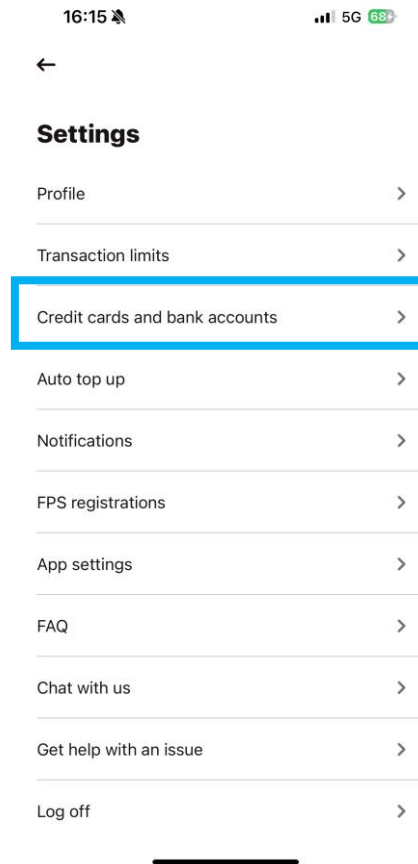 16:15 5G 68
Settings
Profile
Transaction limits
Credit cards and bank accounts
Auto top up
Notifications
FPS registrations
App settings
FAQ
Chat with us
Get help with an issue
Log off